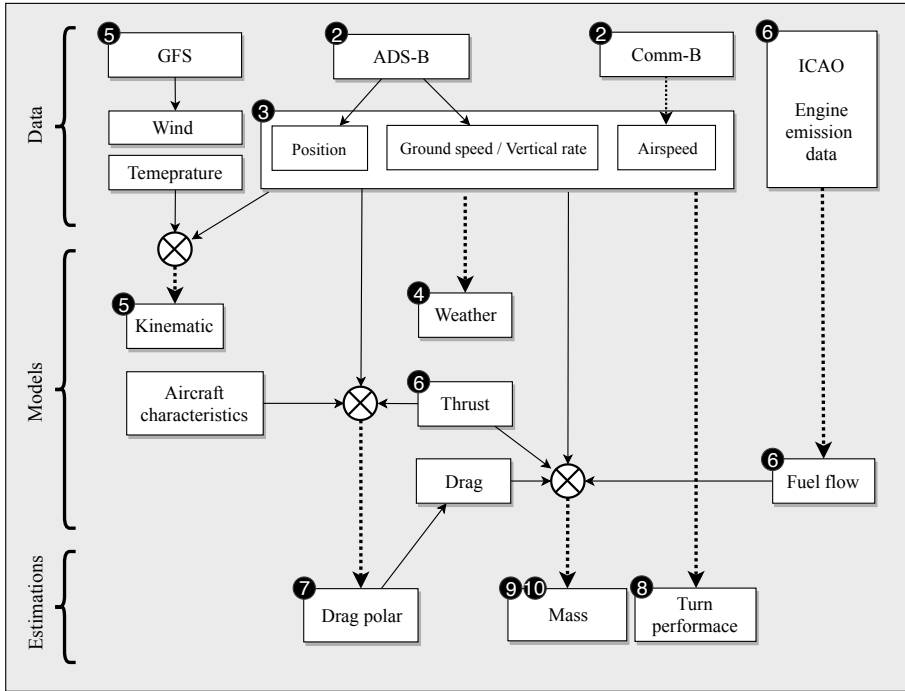 5
GFS
2
ADS-B
2
Comm-B
6
ICAO
Engine
emission
data
Data
Wind
3
Position
Ground speed / Vertical rate
Airspeed
Temeprature
5
Kinematic
4
Weather
Models
Aircraft
characteristics
6
Thrust
Drag
6
Fuel flow
Estimations
7
Drag polar
9
10
Mass
8
Turn
performace